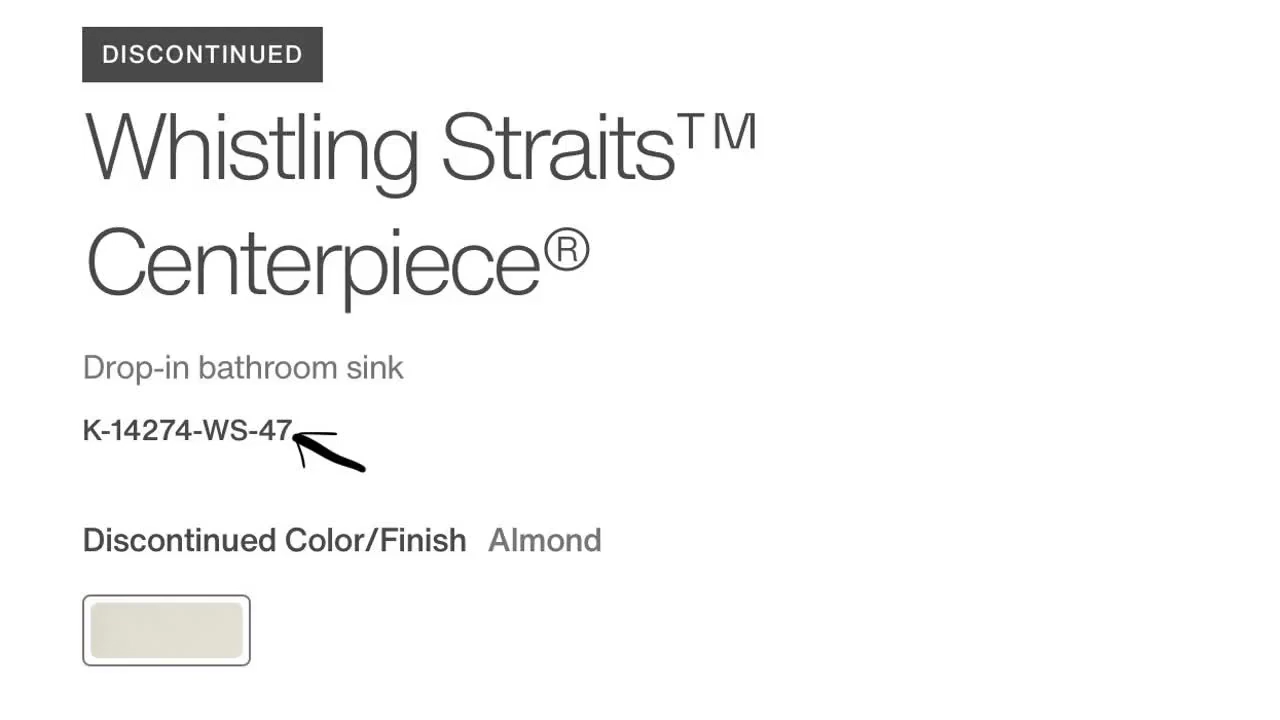 DISCONTINUED
Whistling Straits™
Centerpiece®
Drop-in bathroom sink
K-14274-WS-47
Discontinued Color/Finish Almond